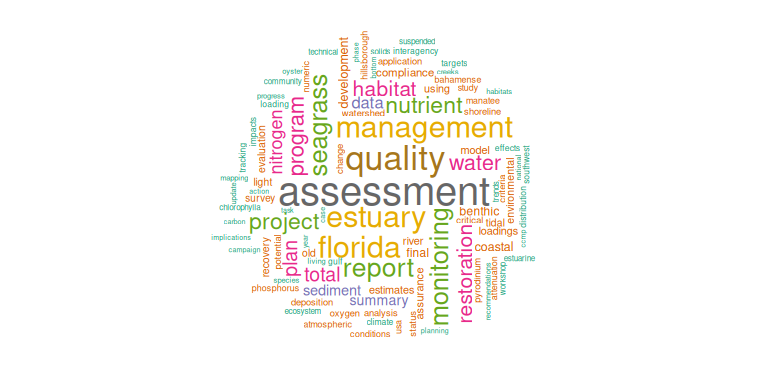 suspended
technical
phase
solids
interagency
hillsborough
bottom
application
creeks
targets
oyster
numeric
development
compliance
bahamense
community
seagrass
habitat
using
study
habitats
progress
loading
program
data
nutrient
manatee
watershed
shoreline
impacts
nitrogen
management
tracking
evaluation
change
quality
model
effects
water
national
southwest
mapping
light
assessment
trends
criteria
environmental
update
action
survey
chlorophylla
task
case
estuary
benthic
distribution
carbon
project
critical
tidal
implications
year
florida
monitoring
restoration
loadings
campaign
recovery
potential
plan
old
river
final
coastal
ccmp
living
gulf
report
estuarine
total
species
phosphorus
sediment
estimates
assurance
pyrodinium
attenuation
workshop
recommendations
deposition
summary
ecosystem
oxygen
analysis
atmospheric
climate
usa
status
planning
conditions